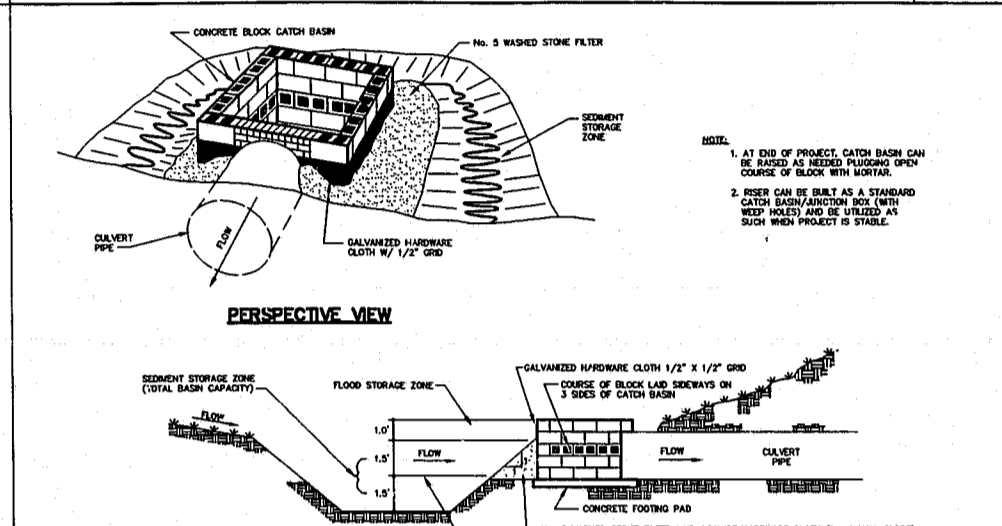 CONCRETE BLOCK CATCH BASIN
No. 5 WASHED STONE FILTER
SEDIMENT
STORAGE
ZONE
NOTE:
1. AT END OF PROJECT, CATCH BASIN CAN
BE RAISED AS NEEDED PLUGGING OPEN
COURSE OF BLOCK WITH MORTAR.
2. RISER CAN BE BUILT AS A STANDARD
CATCH BASIN/JUNCTION BOX (WITH
WEEP HOLES) AND BE UTILIZED AS
SUCH WHEN PROJECT IS STABLE.
CULVERT
PIPE
FLOW
GALVANIZED HARDWARE
CLOTH W/ 1/2" GRID
PERSPECTIVE VIEW
SEDIMENT STORAGE ZONE
(TOTAL BASIN CAPACITY)
FLOOD STORAGE ZONE
GALVANIZED HARDWARE CLOTH 1/2" X 1/2" GRID
COURSE OF BLOCK LAID SIDEWAYS ON
3 SIDES OF CATCH BASIN
FLOW
1.0'
1.5'
FLOW
1.5'
1
FLOW
CULVERT
PIPE
CONCRETE FOOTING PAD